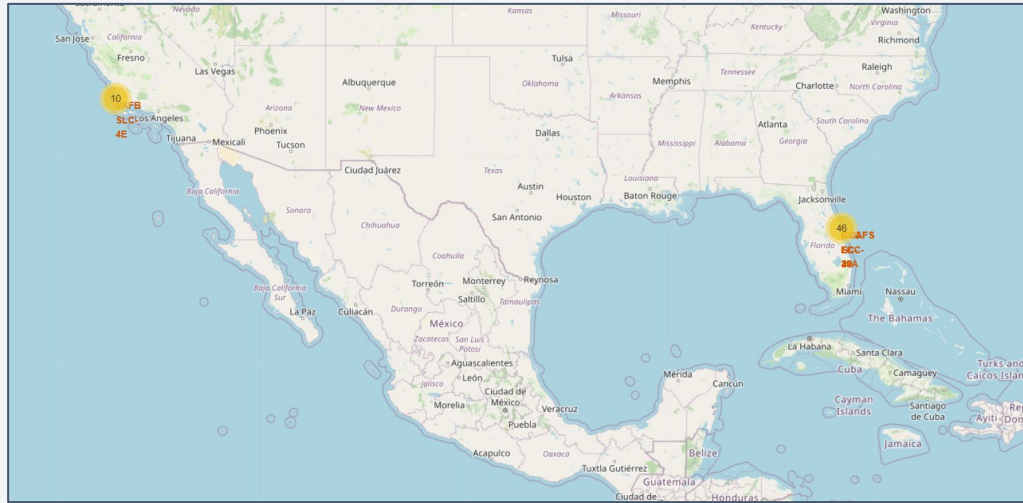 Nevada
Kansas
Missouri
Washington
San Jose
California
Kentucky
Virginia
Richmond
Fresno
Las Vegas
Tulsa
Raleigh
Albuquerque
Oklahoma
Memphis
Tennessee
Charlotte
North Carolina
10
AFB
SLC-
4E
Los Angeles
Arizona
New Mexico
Arkansas
Atlanta
South Carolina
Tijuana
Mexicali
Phoenix
Tucson
Dallas
Mississippi
Alabama
Georgia
Ciudad Juárez
Texas
Louisiana
Baja California
Austin
Houston
Baton Rouge
Jacksonville
Sonora
San Antonio
46
AFS
Florida
Chihuahua
Coahuila
Baja California
Sur
Torreón
Monterrey
Reynosa
Miami
Nassau
La Paz
Culiacán
Durango
Saltillo
Tamaulipas
The Bahamas
México
Zacatecas
San Luis
Potosí
La Habana
Santa Clara
Cuba
Turks and
Caicos Islan
Aguascalientes
León
Jalisco
Mérida
Cancún
Camaguey
Morelia
Ciudad de
México
Veracruz
Cayman
Islands
Santiago
de Cuba
Ayiti
Puebla
Jamaica
Acapulco
Oaxaca
Belize
Tuxtla Gutiérrez
Guatemala
Honduras
Ciudad de